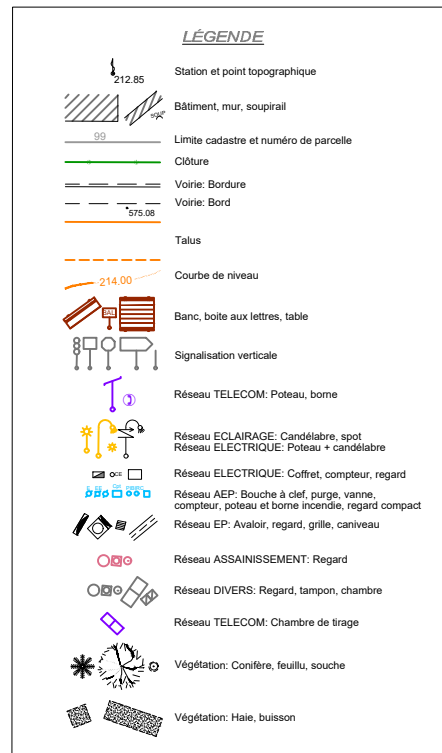 LÉGENDE
212.85
Station et point topographique
SOUP
Bâtiment, mur, soupirail
99
Limite cadastre et numéro de parcelle
Clôture
Voirie: Bordure
Voirie: Bord
575.08
Talus
Courbe de niveau
214.00
BAL
Banc, boite aux lettres, table
Signalisation verticale
Réseau TELECOM: Poteau, borne
Réseau ECLAIRAGE: Candélabre, spot
Réseau ELECTRIQUE: Poteau + candélabre
CE
Réseau ELECTRIQUE: Coffret, compteur, regard
Réseau AEP: Bouche à clef, purge, vanne,
compteur, poteau et borne incendie, regard compact
Réseau EP: Avaloir, regard, grille, caniveau
Réseau ASSAINISSEMENT: Regard
Réseau DIVERS: Regard, tampon, chambre
Réseau TELECOM: Chambre de tirage
Végétation: Conifère, feuillu, souche
Végétation: Haie, buisson